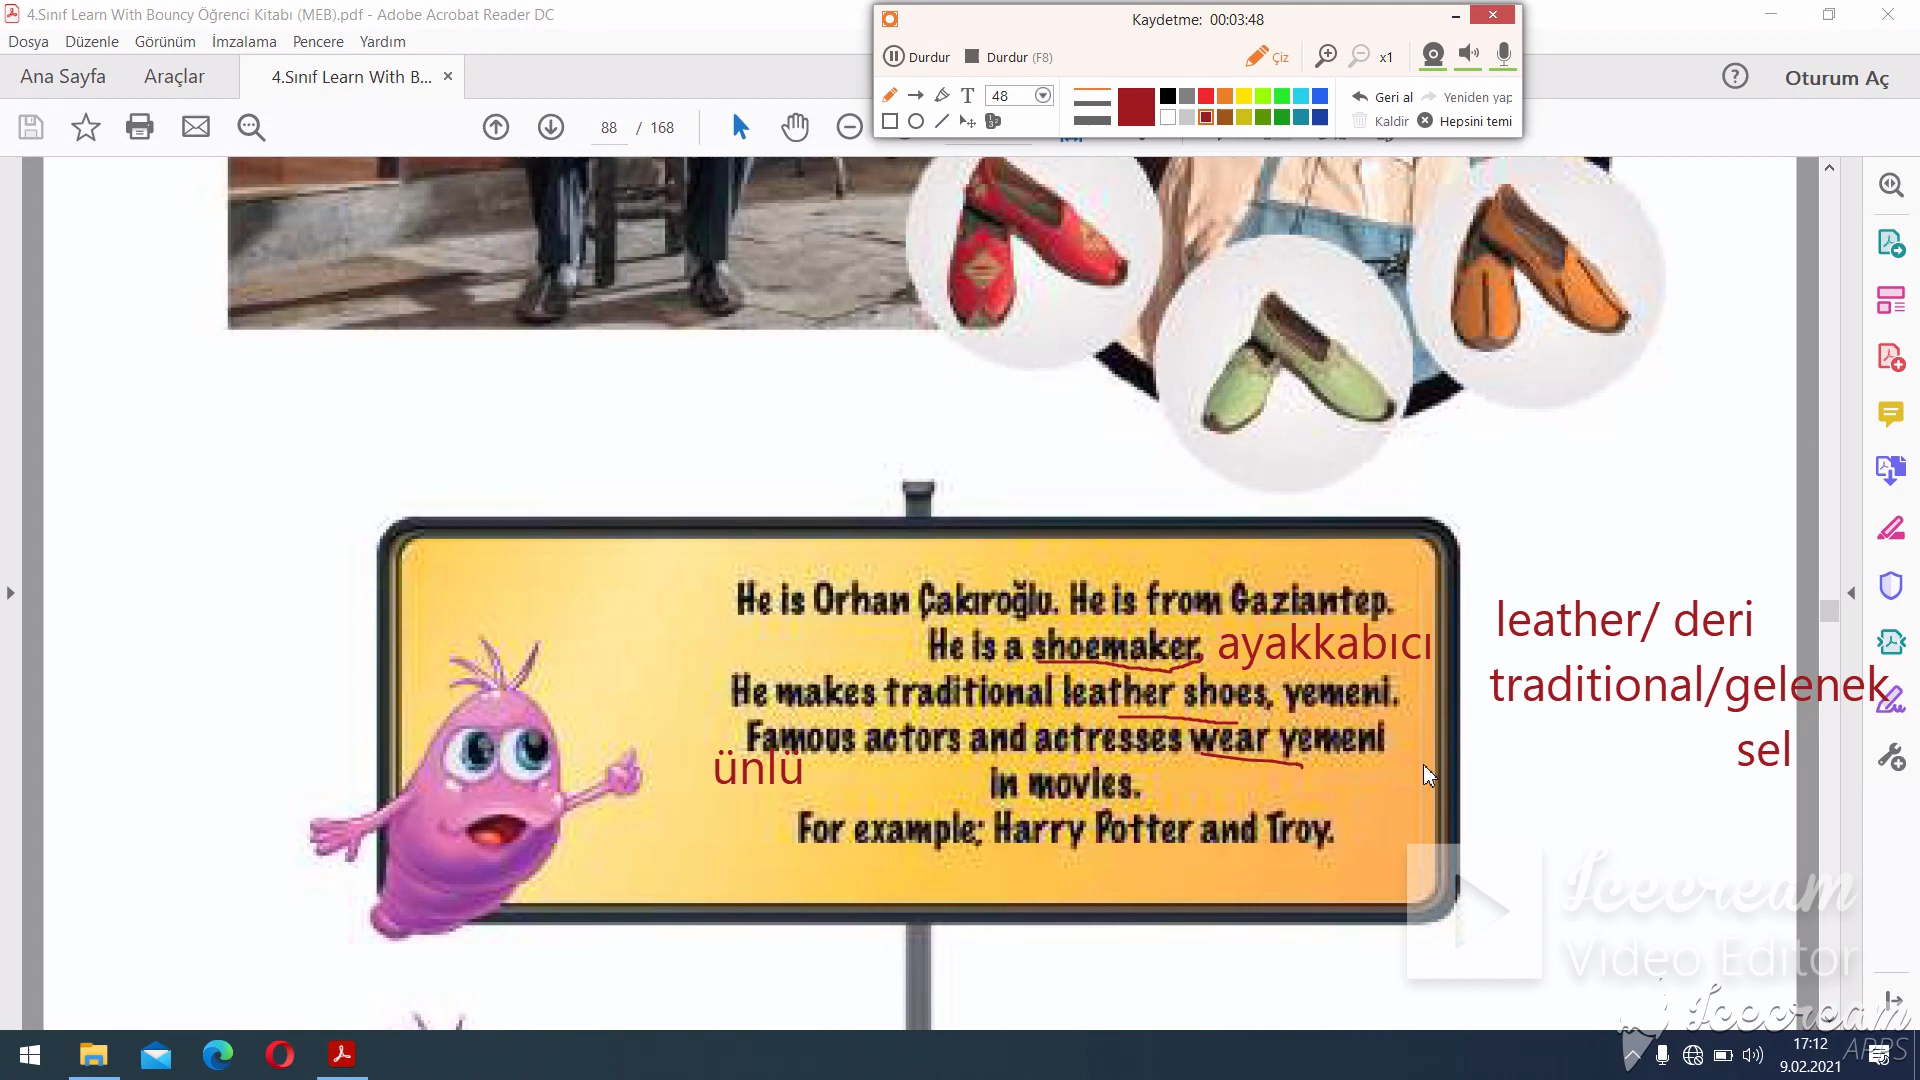 4.Sınıf Learn With Bouncy Öğrenci Kitabı (MEB).pdf - Adobe Acrobat Reader DC
Kaydetme: 00:03:48
Dosya Düzenle Görünüm İmzalama Pencere Yardım
Durdur Durdur (F8) Çiz x1
Ana Sayfa Araçlar 4.Sınıf Learn With B... Oturum Aç
T 48 Geri al Yeniden yap
Kaldır Hepsini temi
88 / 168
He is Orhan Çakıroğlu. He is from Gaziantep.
leather/ deri
He is a shoemaker. ayakkabıcı
He makes traditional leather shoes, yemeni.
traditional/gelenek
sel
Famous actors and actresses wear yemeni
ünlü
in movies.
For example; Harry Potter and Troy.
Icecream
Video Editor
Icecream
APPS
17:12
9.02.2021